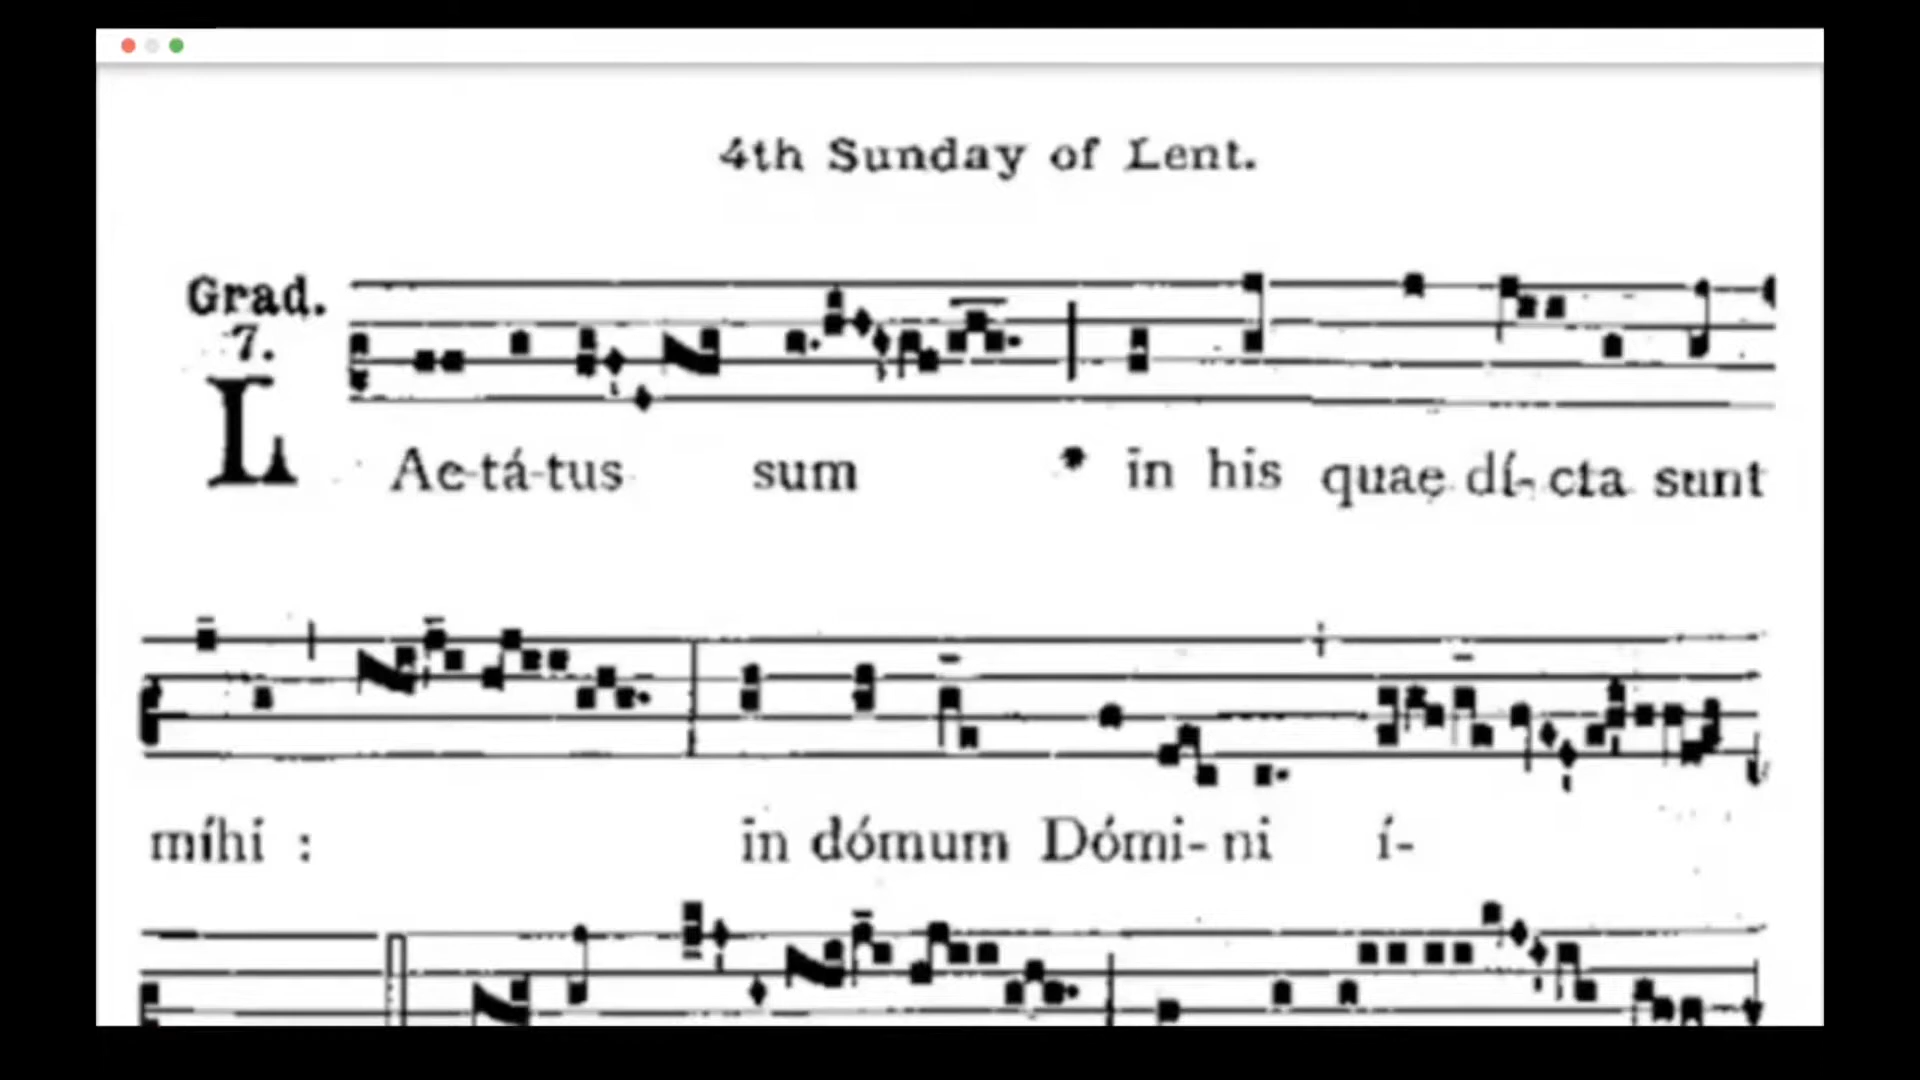 4th Sunday of Lent.
Grad.
7.
LAe-tá-tus sum * in his quae dí-cta sunt
míhi : in dómum Dómi-ni í-